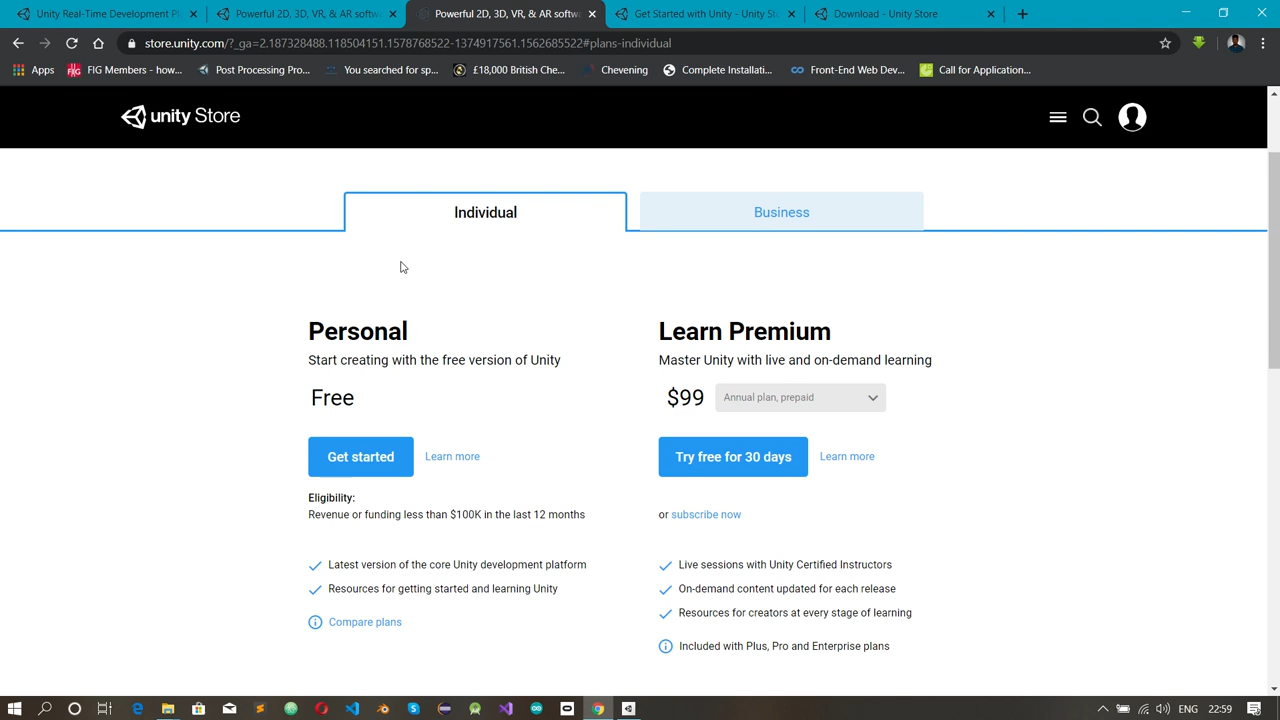 Unity Real-Time Development Pl
Powerful 2D, 3D, VR, & AR softw
Powerful 2D, 3D, VR, & AR softw
Get Started with Unity - Unity Sto
Download - Unity Store
store.unity.com/?_ga=2.187328488.118504151.1578768522-1374917561.1562685522#plans-individual
Apps
FIG Members - how...
Post Processing Pro...
You searched for sp...
£18,000 British Che...
Chevening
Complete Installati...
Front-End Web Dev...
Call for Application...
unity Store
Individual
Business
Personal
Start creating with the free version of Unity
Free
Get started
Learn more
Eligibility:
Revenue or funding less than $100K in the last 12 months
Latest version of the core Unity development platform
Resources for getting started and learning Unity
Compare plans
Learn Premium
Master Unity with live and on-demand learning
$99
Annual plan, prepaid
Try free for 30 days
Learn more
or subscribe now
Live sessions with Unity Certified Instructors
On-demand content updated for each release
Resources for creators at every stage of learning
Included with Plus, Pro and Enterprise plans
ENG
22:59